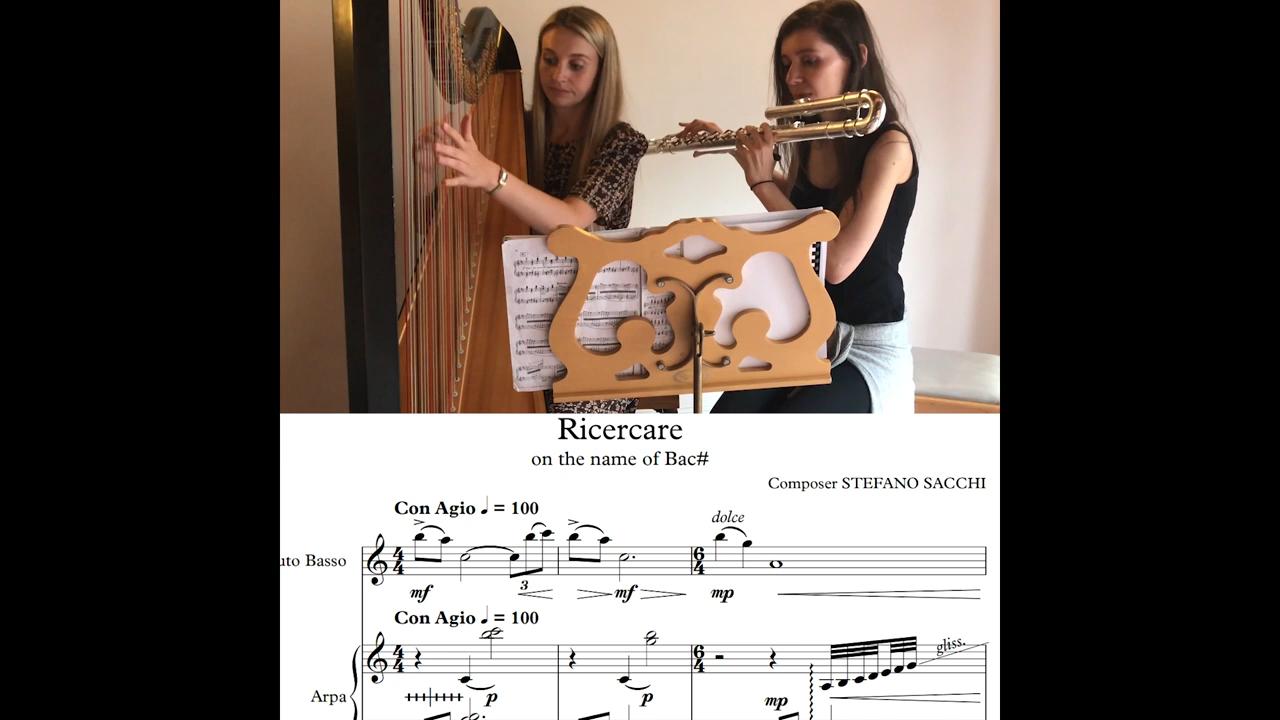 Ricercare
on the name of Bac#
Composer STEFANO SACCHI
Con Agio ♩ = 100
dolce
uto Basso
3
mf mf mp
Con Agio ♩ = 100
gliss.
Arpa
p p mp